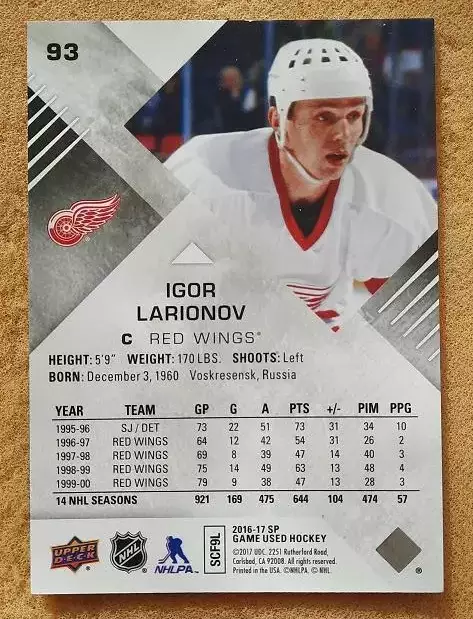 93
IGOR
LARIONOV
C RED WINGS®
HEIGHT: 5'9" WEIGHT: 170 LBS. SHOOTS: Left
BORN: December 3, 1960 Voskresensk, Russia
YEAR TEAM GP G A PTS +/- PIM PPG
1995-96 SJ / DET 73 22 51 73 31 34 10
1996-97 RED WINGS 64 12 42 54 31 26 2
1997-98 RED WINGS 69 8 39 47 14 40 3
1998-99 RED WINGS 75 14 49 63 13 48 4
1999-00 RED WINGS 79 9 38 47 13 28 3
14 NHL SEASONS 921 169 475 644 104 474 57
UPPER DECK
NHL
NHLPA
SCF9L
2016-17 SP
GAME USED HOCKEY
©2017 UDC. 2251 Rutherford Road,
Carlsbad, CA 92008. All rights reserved.
Printed in the USA. ©NHLPA, © NHL.